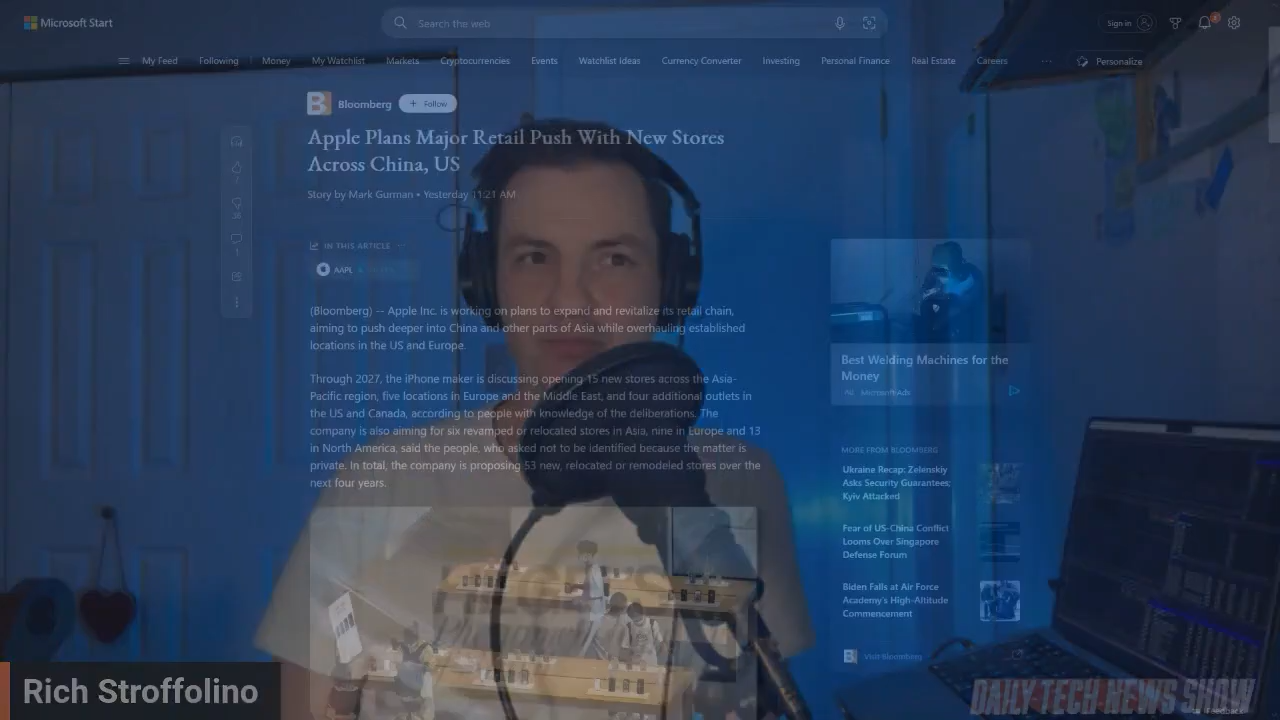 Microsoft Start
Search the web
Sign in
My Feed
Following
Money
My Watchlist
Markets
Cryptocurrencies
Events
Watchlist Ideas
Currency Converter
Investing
Personal Finance
Real Estate
Careers
Personalize
Bloomberg
+ Follow
Apple Plans Major Retail Push With New Stores
Across China, US
Story by Mark Gurman • Yesterday 11:21 AM
IN THIS ARTICLE
AAPL
(Bloomberg) -- Apple Inc. is working on plans to expand and revitalize its retail chain,
aiming to push deeper into China and other parts of Asia while overhauling established
locations in the US and Europe.
Through 2027, the iPhone maker is discussing opening 15 new stores across the Asia-
Pacific region, five locations in Europe and the Middle East, and four additional outlets in
the US and Canada, according to people with knowledge of the deliberations. The
company is also aiming for six revamped or relocated stores in Asia, nine in Europe and 13
in North America, said the people, who asked not to be identified because the matter is
private. In total, the company is proposing 53 new, relocated or remodeled stores over the
next four years.
Best Welding Machines for the
Money
Ad Microsoft Ads
MORE FROM BLOOMBERG
Ukraine Recap: Zelenskiy
Asks Security Guarantees;
Kyiv Attacked
Fear of US-China Conflict
Looms Over Singapore
Defense Forum
Biden Falls at Air Force
Academy's High-Altitude
Commencement
Visit Bloomberg
Rich Stroffolino
DAILY TECH NEWS SHOW
Feedback